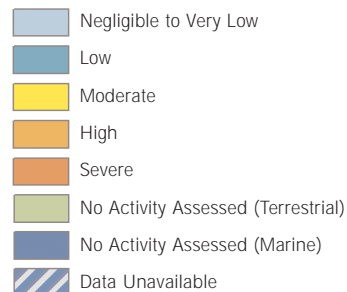 Negligible to Very Low
Low
Moderate
High
Severe
No Activity Assessed (Terrestrial)
No Activity Assessed (Marine)
Data Unavailable